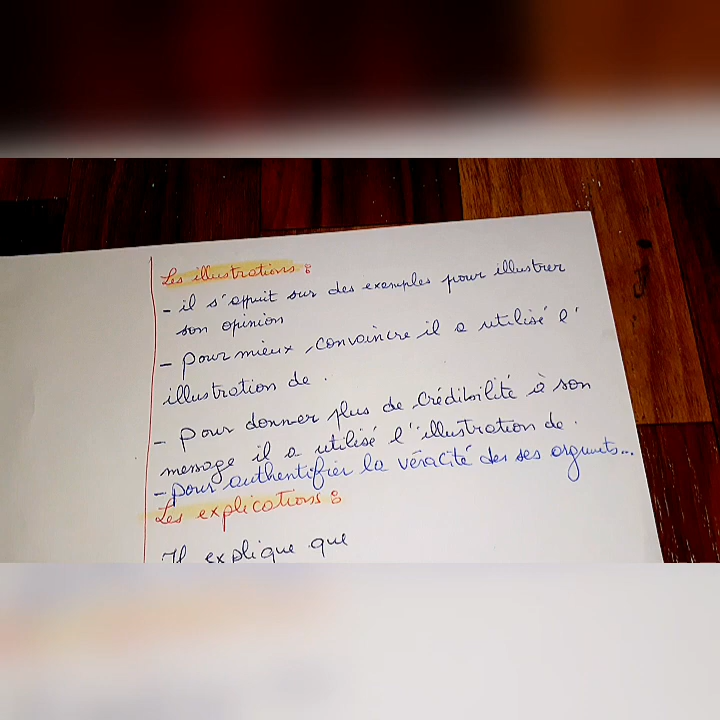 Les illustrations :
- il s'appuit sur des exemples pour illustrer
son opinion
- pour mieux convaincre il a utilisé l'
illustration de .
- pour donner plus de crédibilité à son
message il a utilisé l'illustration de .
- pour authentifier la véracité des ses arguments...
Les explications :
Il explique que